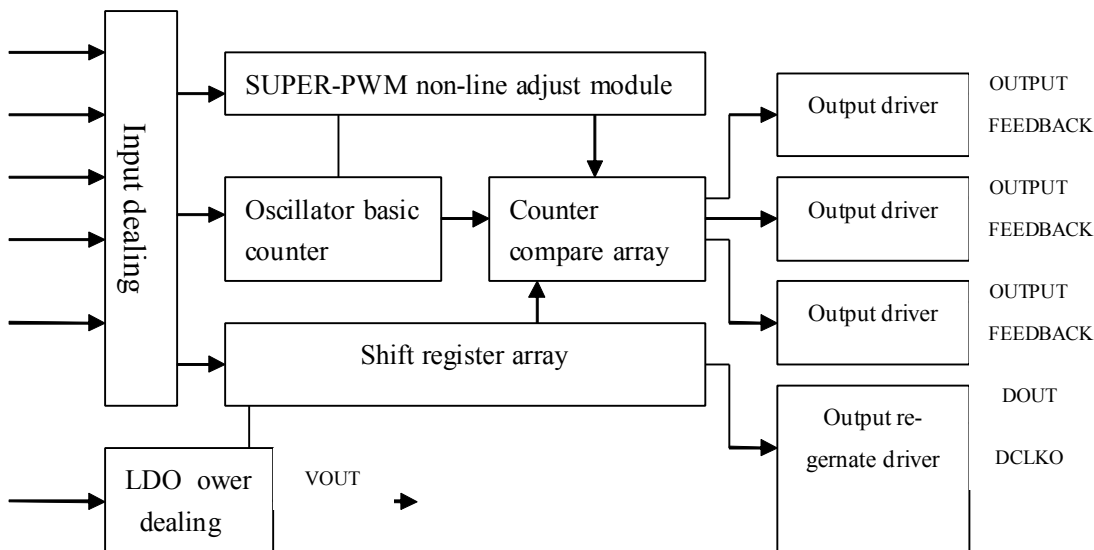 Input dealing
SUPER-PWM non-line adjust module
Oscillator basic
counter
Counter
compare array
Shift register array
LDO ower
dealing
VOUT
Output driver
OUTPUT
FEEDBACK
Output driver
OUTPUT
FEEDBACK
Output driver
OUTPUT
FEEDBACK
Output re-
gernate driver
DOUT
DCLKO